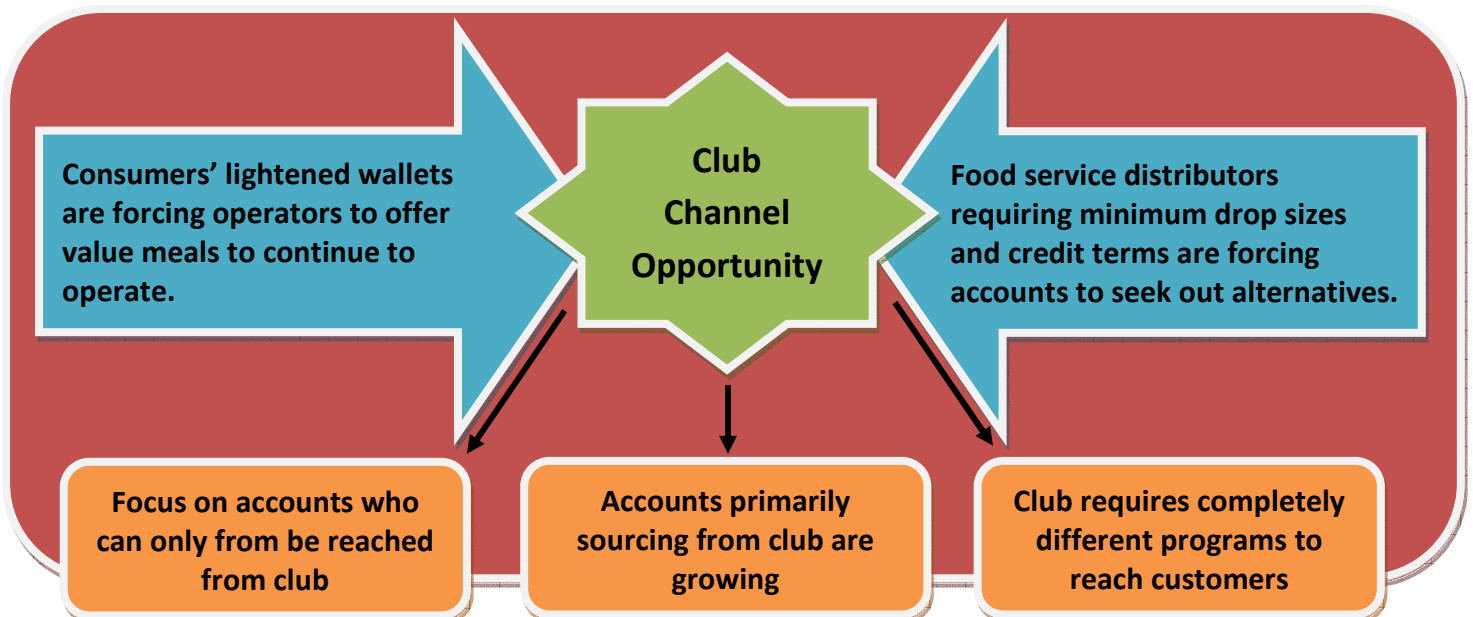 Consumers’ lightened wallets
are forcing operators to offer
value meals to continue to
operate.
Club
Channel
Opportunity
Food service distributors
requiring minimum drop sizes
and credit terms are forcing
accounts to seek out alternatives.
Focus on accounts who
can only from be reached
from club
Accounts primarily
sourcing from club are
growing
Club requires completely
different programs to
reach customers